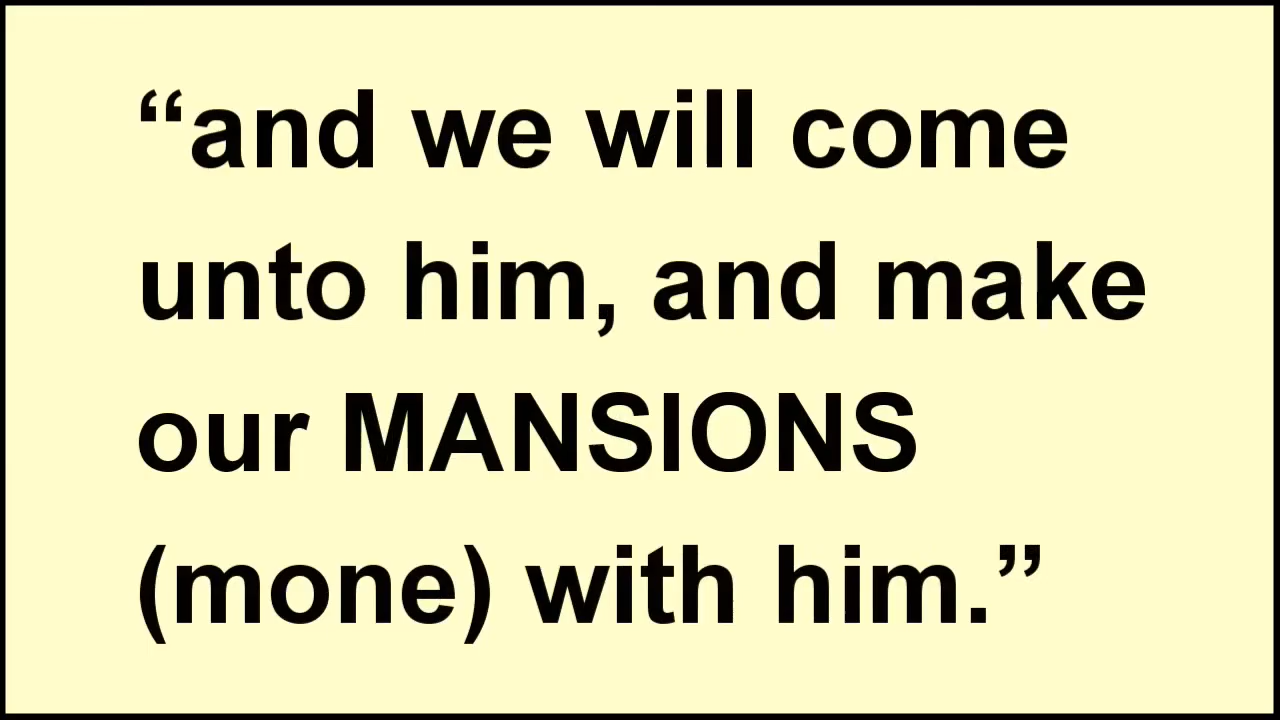 “and we will come
unto him, and make
our MANSIONS
(mone) with him.”